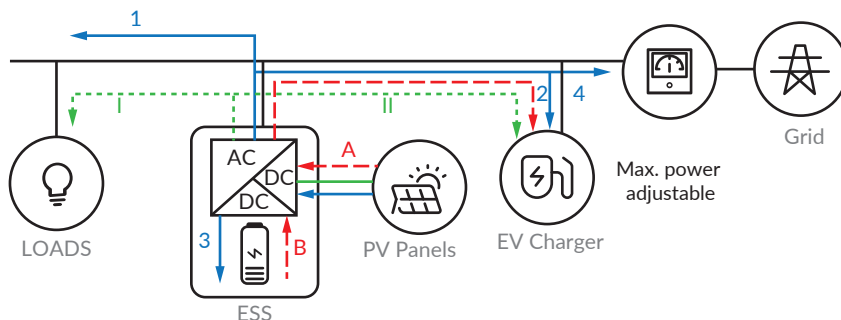 1
2
4
I
II
Grid
A
AC
DC
DC
Max. power
adjustable
3
B
LOADS
PV Panels
EV Charger
ESS